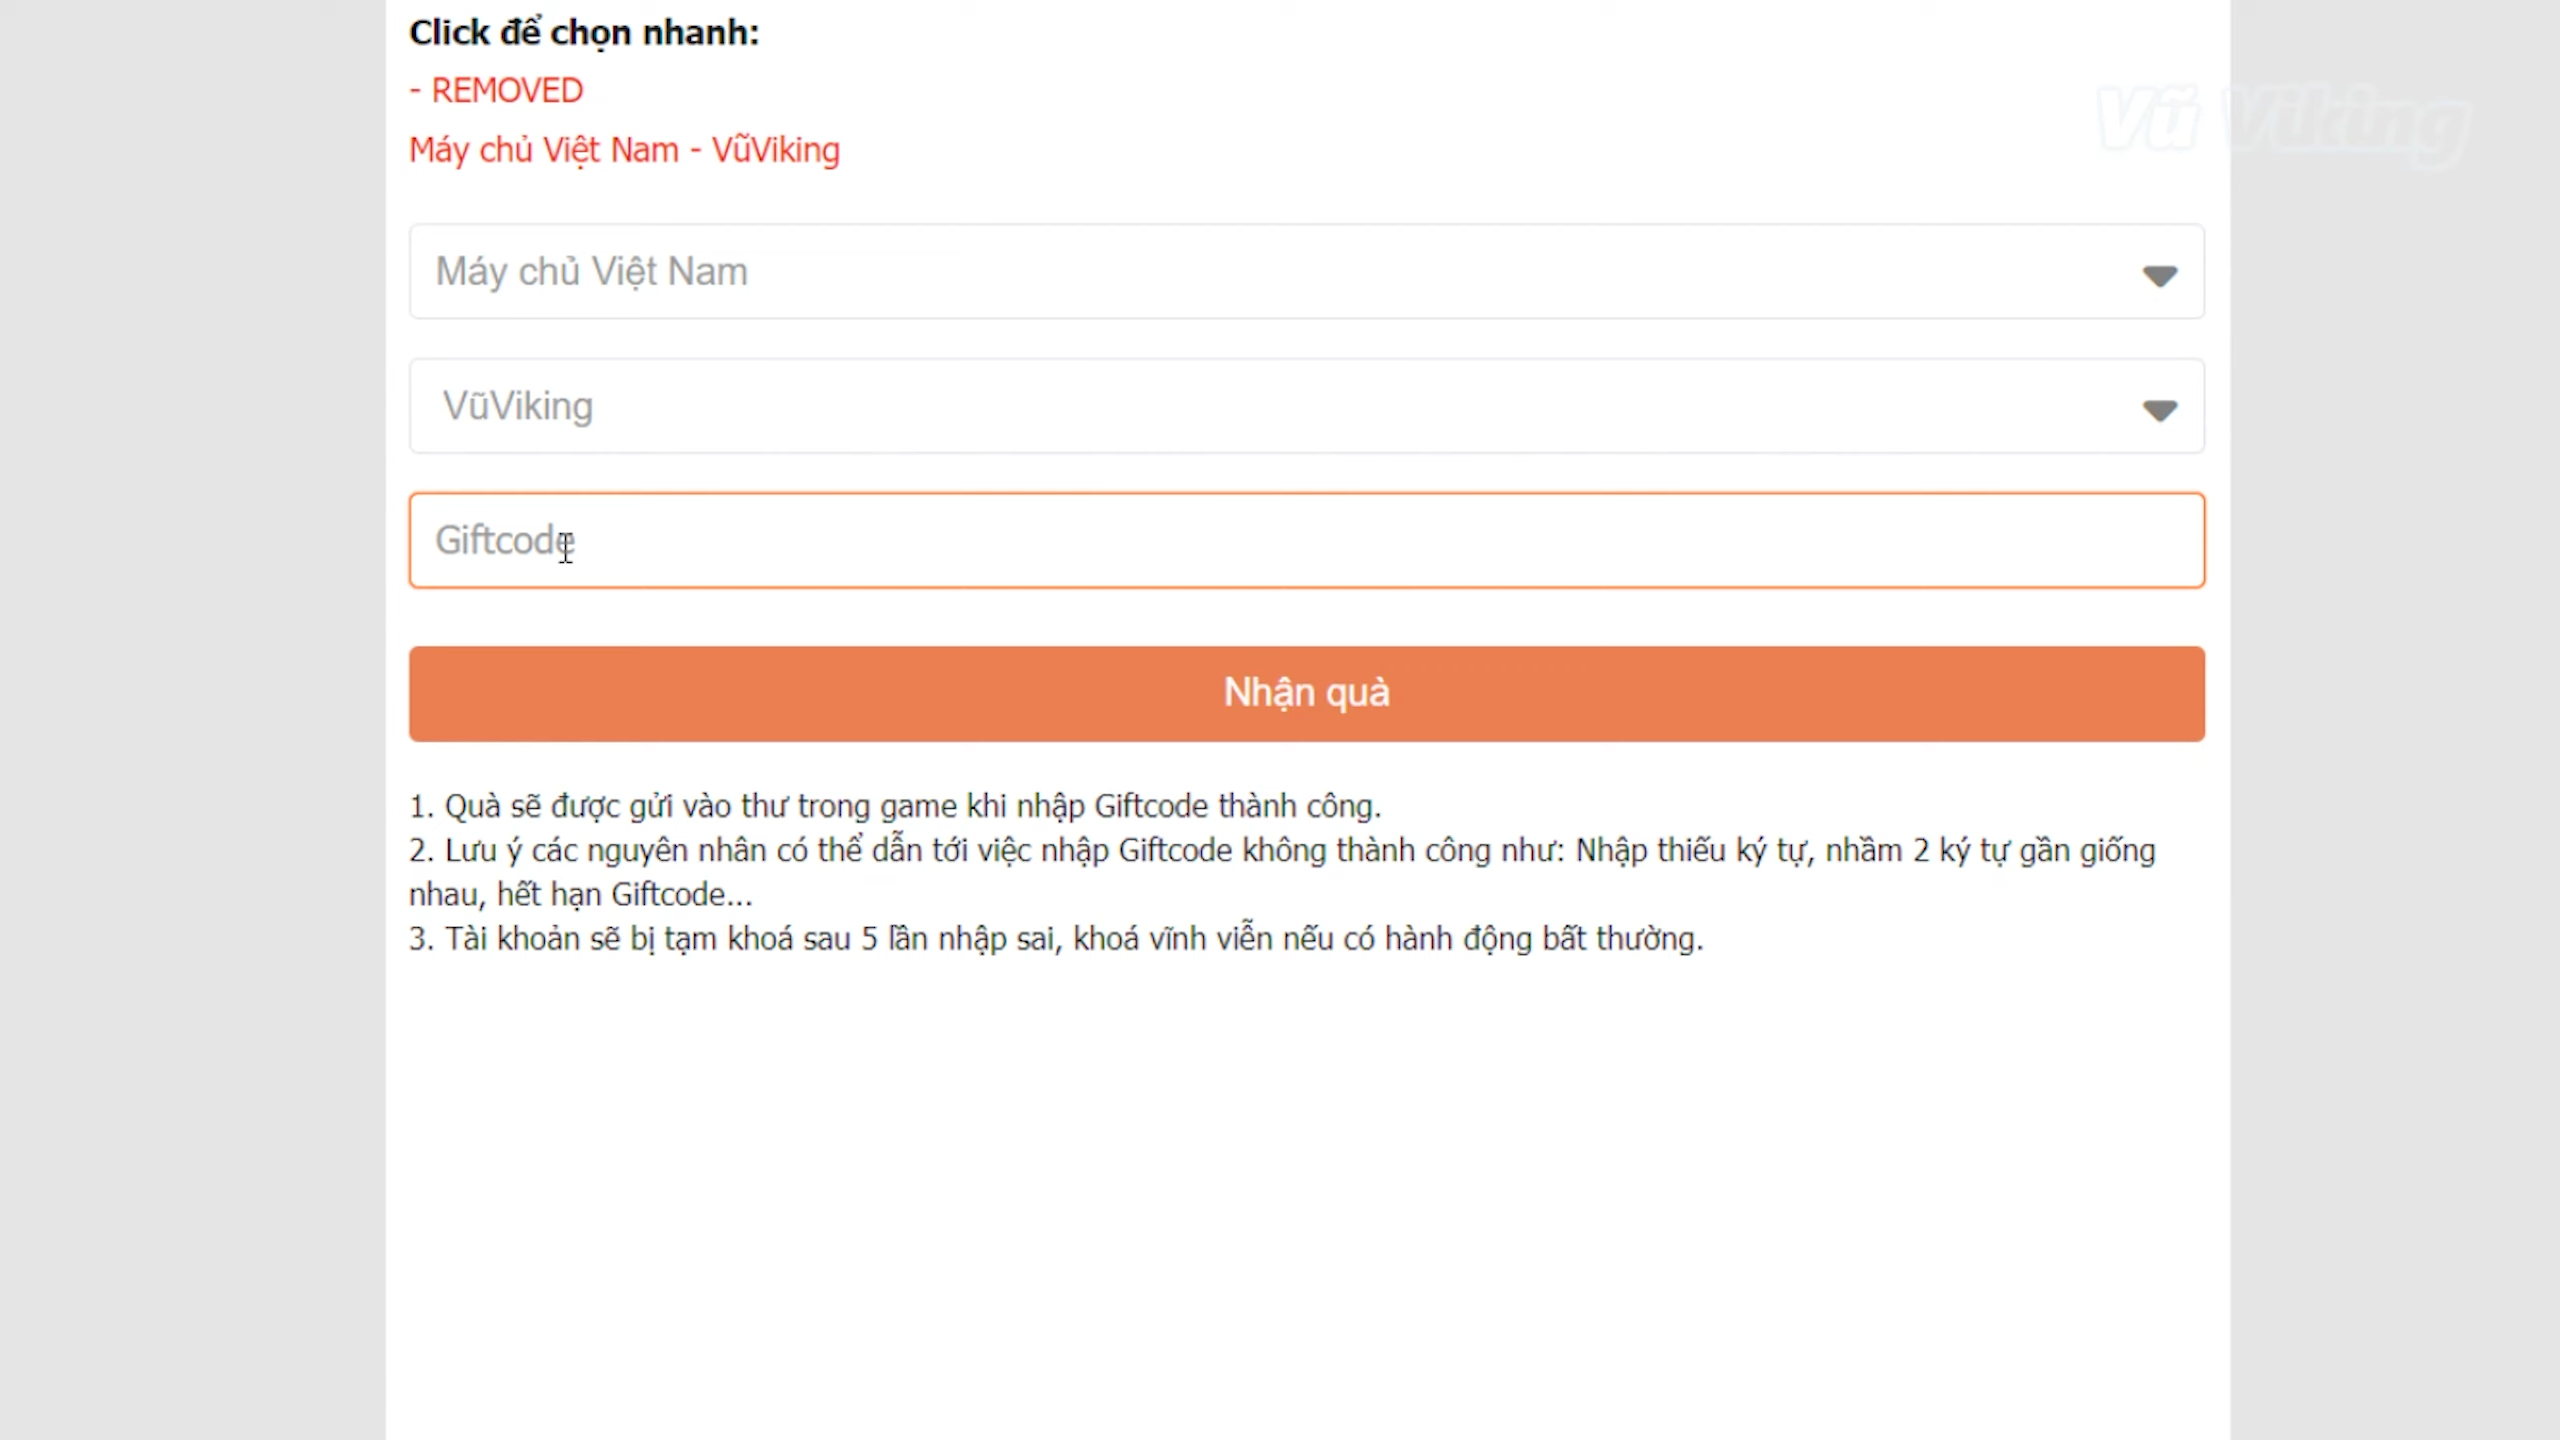 Click để chọn nhanh:
- REMOVED
Máy chủ Việt Nam - VũViking
Vũ Viking
Máy chủ Việt Nam
VũViking
Giftcode
Nhận quà
1. Quà sẽ được gửi vào thư trong game khi nhập Giftcode thành công.
2. Lưu ý các nguyên nhân có thể dẫn tới việc nhập Giftcode không thành công như: Nhập thiếu ký tự, nhầm 2 ký tự gần giống
nhau, hết hạn Giftcode...
3. Tài khoản sẽ bị tạm khoá sau 5 lần nhập sai, khoá vĩnh viễn nếu có hành động bất thường.